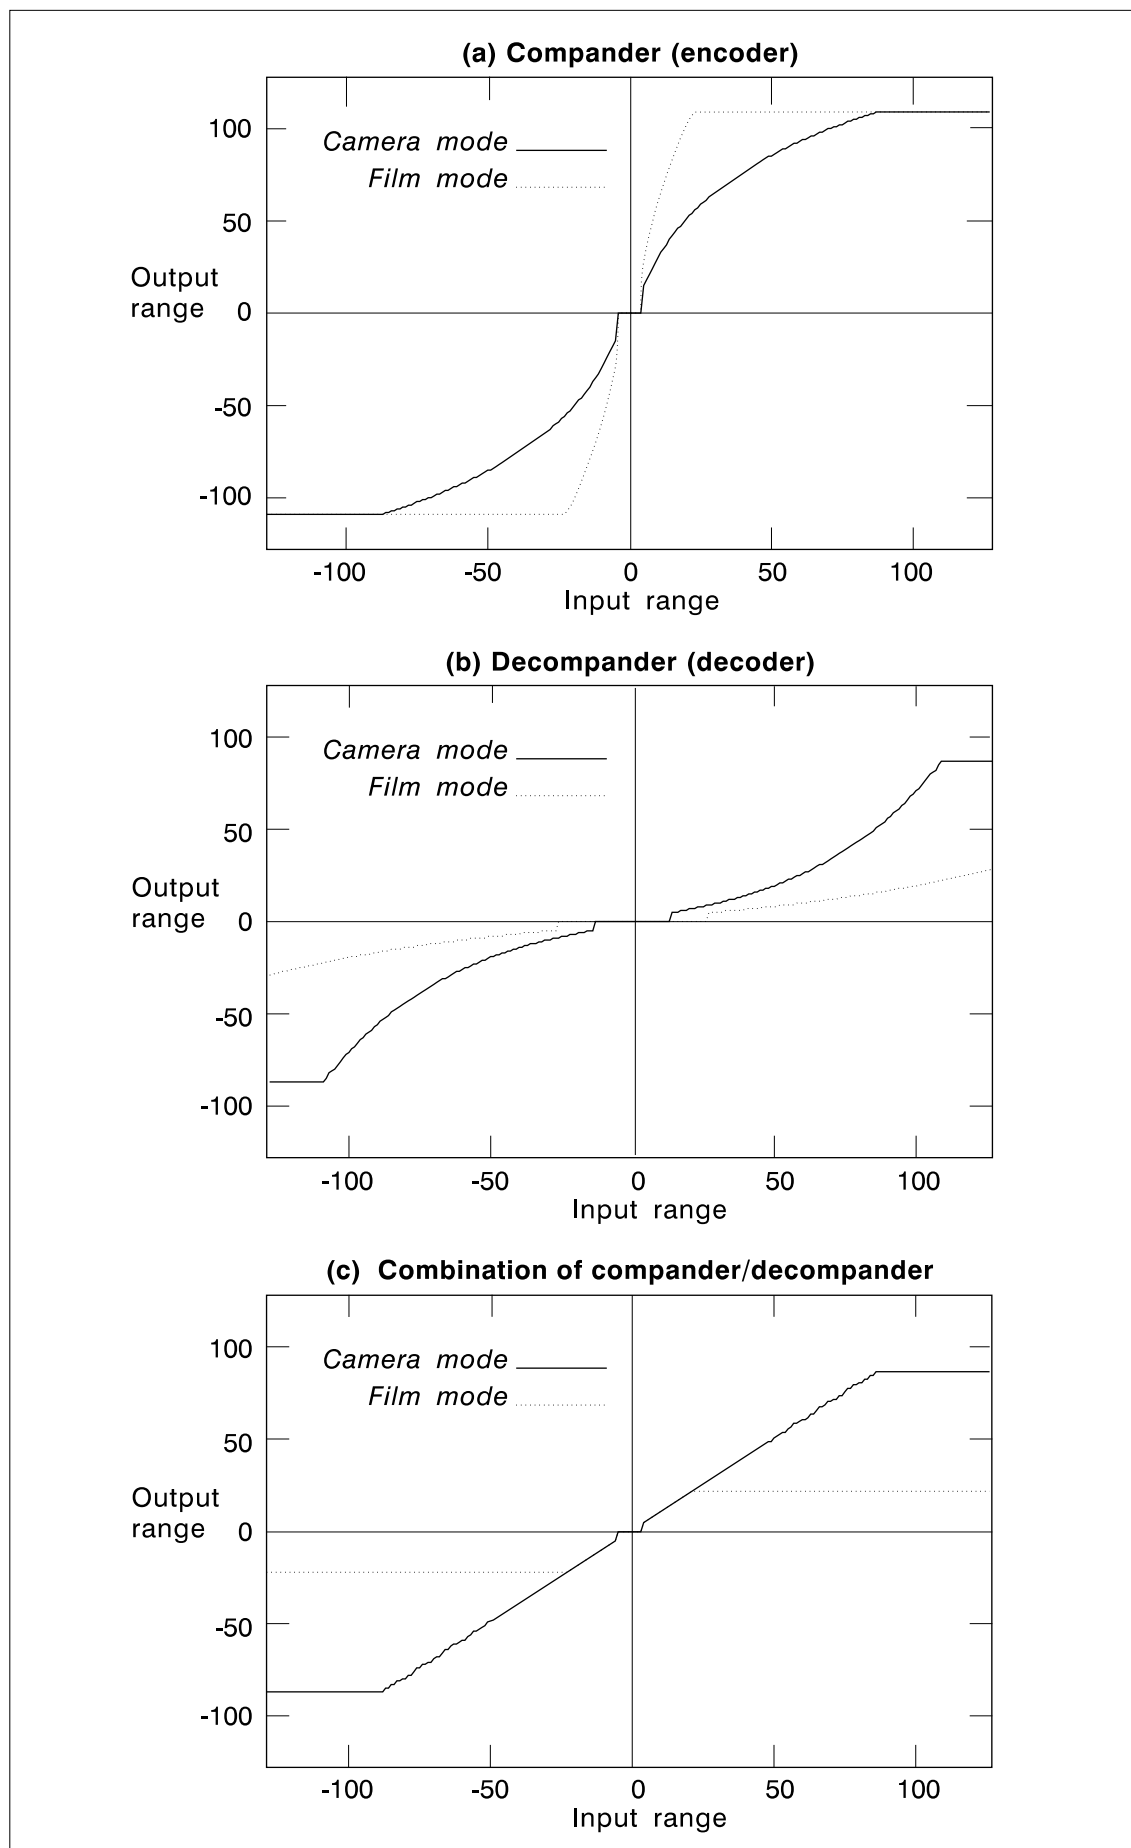 (a) Compander (encoder)
100
Camera mode
Film mode
50
Output
range
0
-50
-100
-100 -50 0 50 100
Input range
(b) Decompander (decoder)
100
Camera mode
Film mode
50
Output
range
0
-50
-100
-100 -50 0 50 100
Input range
(c) Combination of compander/decompander
100
Camera mode
Film mode
50
Output
range
0
-50
-100
-100 -50 0 50 100
Input range